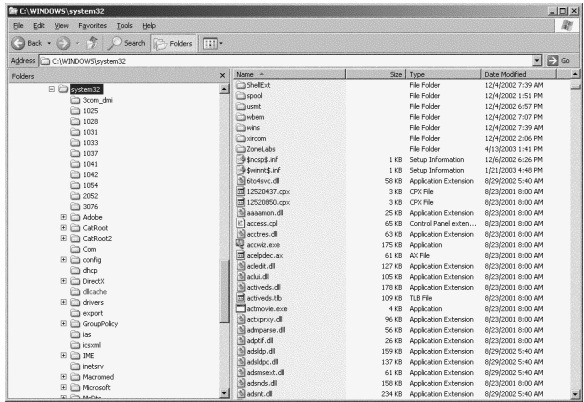 C:\WINDOWS\system32
File Edit View Favorites Tools Help
Back Search Folders
Address C:\WINDOWS\system32 Go
Folders
system32
3com_dmi
1025
1028
1031
1033
1037
1041
1042
1054
2052
3076
Adobe
CatRoot
CatRoot2
Com
config
dhcp
DirectX
dllcache
drivers
export
GroupPolicy
ias
icsxml
IME
inetsrv
Macromed
Microsoft
MsDtc
Name Size Type Date Modified
ShellExt File Folder 12/4/2002 7:39 AM
spool File Folder 12/4/2002 1:51 PM
usmt File Folder 12/4/2002 6:57 PM
wbem File Folder 12/4/2002 7:07 PM
wins File Folder 12/4/2002 7:39 AM
xircom File Folder 12/4/2002 2:06 PM
ZoneLabs File Folder 4/13/2003 1:41 PM
$ncsp$.inf 1 KB Setup Information 12/6/2002 6:26 PM
$winnt$.inf 1 KB Setup Information 1/21/2003 4:48 PM
6to4svc.dll 58 KB Application Extension 8/29/2002 5:40 AM
12520437.cpx 3 KB CPX File 8/23/2001 8:00 AM
12520850.cpx 3 KB CPX File 8/23/2001 8:00 AM
aaaamon.dll 25 KB Application Extension 8/23/2001 8:00 AM
access.cpl 65 KB Control Panel exten... 8/23/2001 8:00 AM
acctres.dll 63 KB Application Extension 8/23/2001 8:00 AM
accwiz.exe 175 KB Application 8/23/2001 8:00 AM
acelpdec.ax 61 KB AX File 8/23/2001 8:00 AM
acledit.dll 127 KB Application Extension 8/23/2001 8:00 AM
aclui.dll 105 KB Application Extension 8/23/2001 8:00 AM
activeds.dll 178 KB Application Extension 8/23/2001 8:00 AM
activeds.tlb 109 KB TLB File 8/23/2001 8:00 AM
actmovie.exe 4 KB Application 8/23/2001 8:00 AM
actxprxy.dll 96 KB Application Extension 8/23/2001 8:00 AM
admparse.dll 56 KB Application Extension 8/23/2001 8:00 AM
adptif.dll 26 KB Application Extension 8/23/2001 8:00 AM
adsldp.dll 159 KB Application Extension 8/29/2002 5:40 AM
adsldpc.dll 137 KB Application Extension 8/29/2002 5:40 AM
adsmsext.dll 61 KB Application Extension 8/29/2002 5:40 AM
adsnds.dll 158 KB Application Extension 8/23/2001 8:00 AM
adsnt.dll 234 KB Application Extension 8/29/2002 5:40 AM